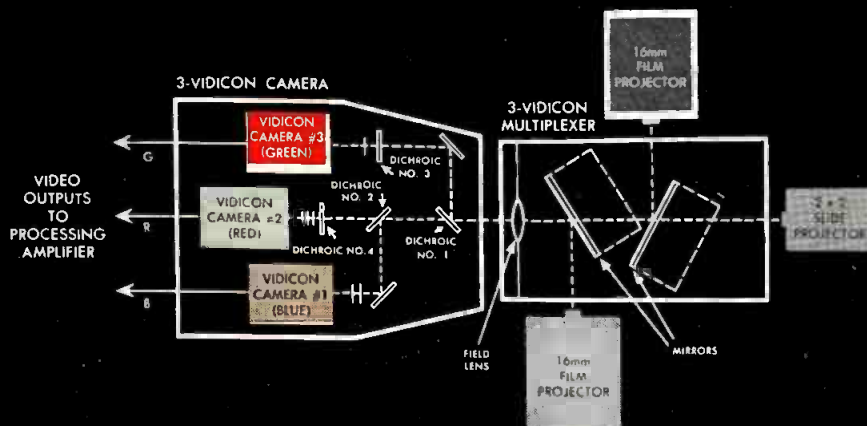 16mm
FILM
PROJECTOR
3-VIDICON CAMERA
3-VIDICON
MULTIPLEXER
VIDICON
CAMERA #3
(GREEN)
G
DICHROIC
NO. 3
VIDEO
OUTPUTS
TO
PROCESSING
AMPLIFIER
DICHROIC
NO. 2
VIDICON
CAMERA #2
(RED)
R
DICHROIC NO. 4
DICHROIC
NO. 1
2 × 2
SLIDE
PROJECTOR
VIDICON
CAMERA #1
(BLUE)
B
FIELD
LENS
MIRRORS
16mm
FILM
PROJECTOR